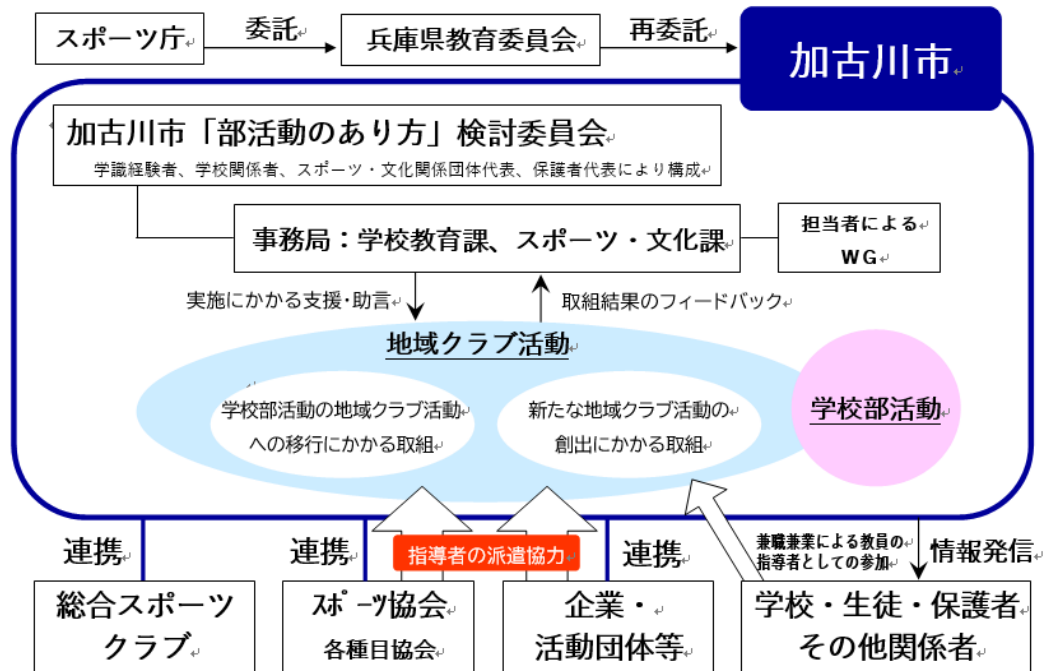 スポーツ庁
委託
兵庫県教育委員会
再委託
加古川市
加古川市「部活動のあり方」検討委員会
学識経験者、学校関係者、スポーツ・文化関係団体代表、保護者代表により構成
事務局：学校教育課、スポーツ・文化課
担当者による
WG
実施にかかる支援・助言
取組結果のフィードバック
地域クラブ活動
学校部活動の地域クラブ活動
への移行にかかる取組
新たな地域クラブ活動の
創出にかかる取組
学校部活動
連携
連携
指導者の派遣協力
連携
兼職兼業による教員の
指導者としての参加
情報発信
総合スポーツ
クラブ
スポーツ協会
各種目協会
企業・
活動団体等
学校・生徒・保護者
その他関係者